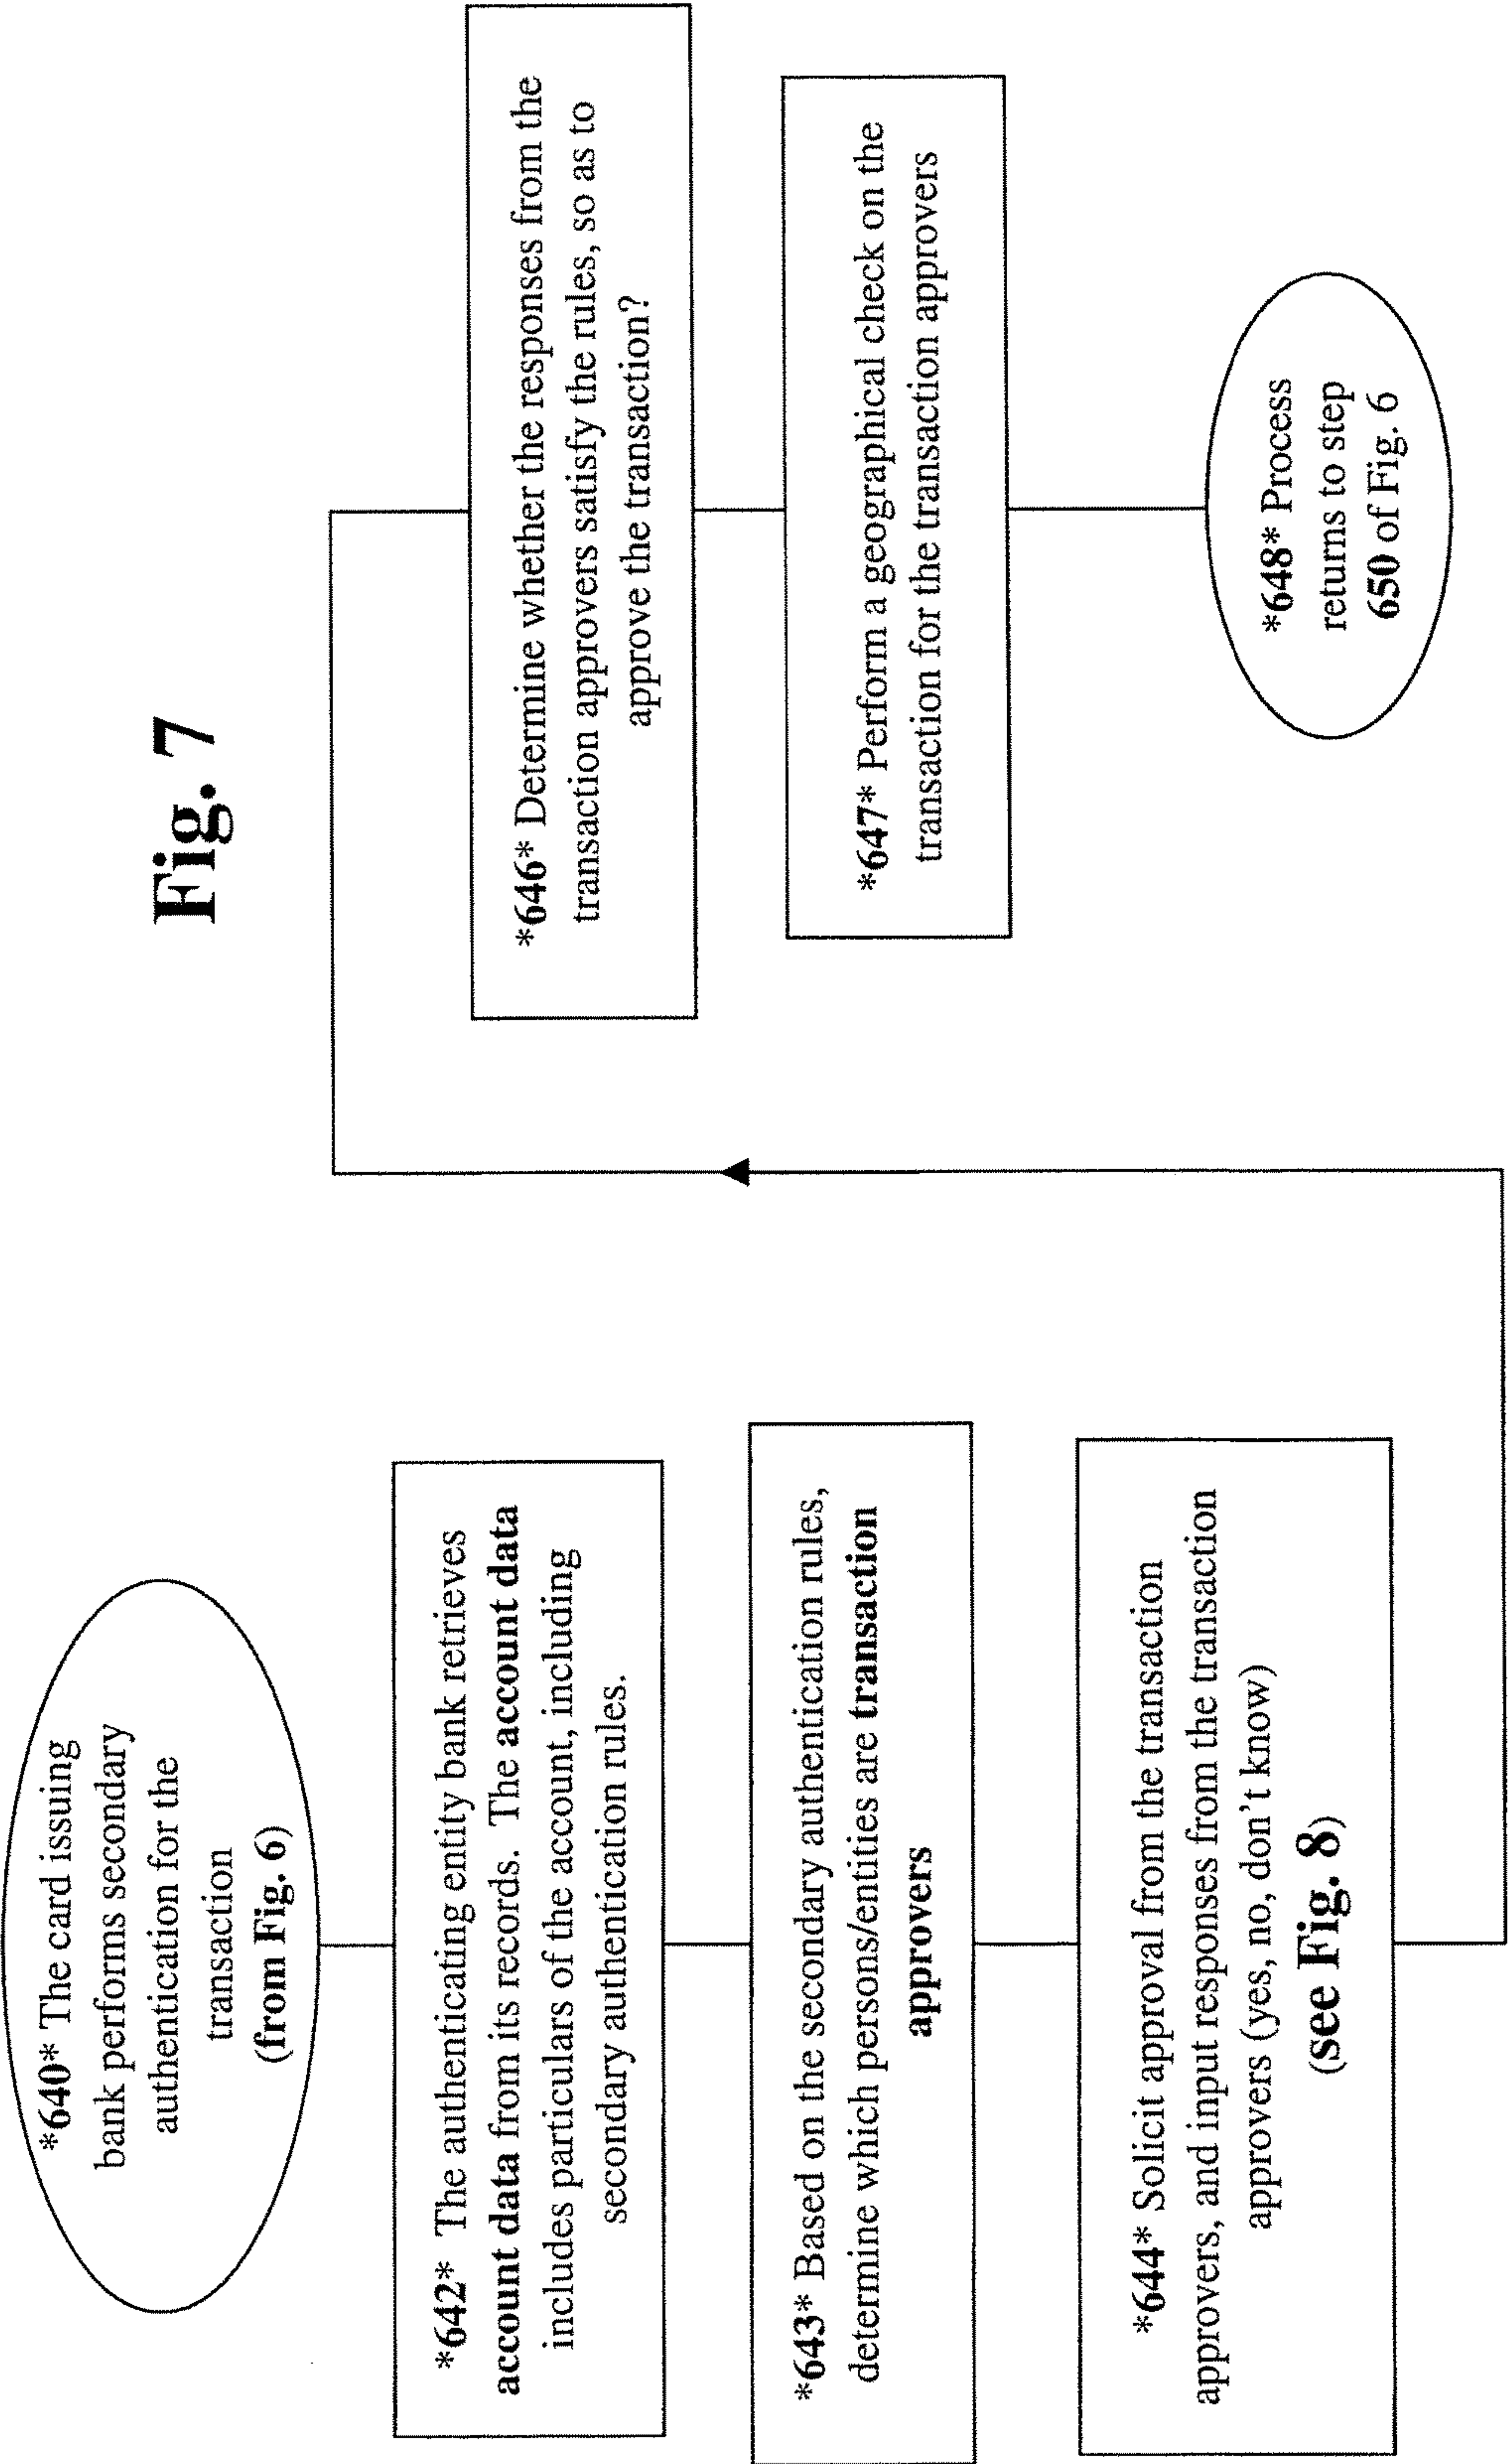 Fig. 7
*640* The card issuing
bank performs secondary
authentication for the
transaction
(from Fig. 6)
*642* The authenticating entity bank retrieves
account data from its records. The account data
includes particulars of the account, including
secondary authentication rules.
*643* Based on the secondary authentication rules,
determine which persons/entities are transaction
approvers
*644* Solicit approval from the transaction
approvers, and input responses from the transaction
approvers (yes, no, don't know)
(see Fig. 8)
*646* Determine whether the responses from the
transaction approvers satisfy the rules, so as to
approve the transaction?
*647* Perform a geographical check on the
transaction for the transaction approvers
*648* Process
returns to step
650 of Fig. 6